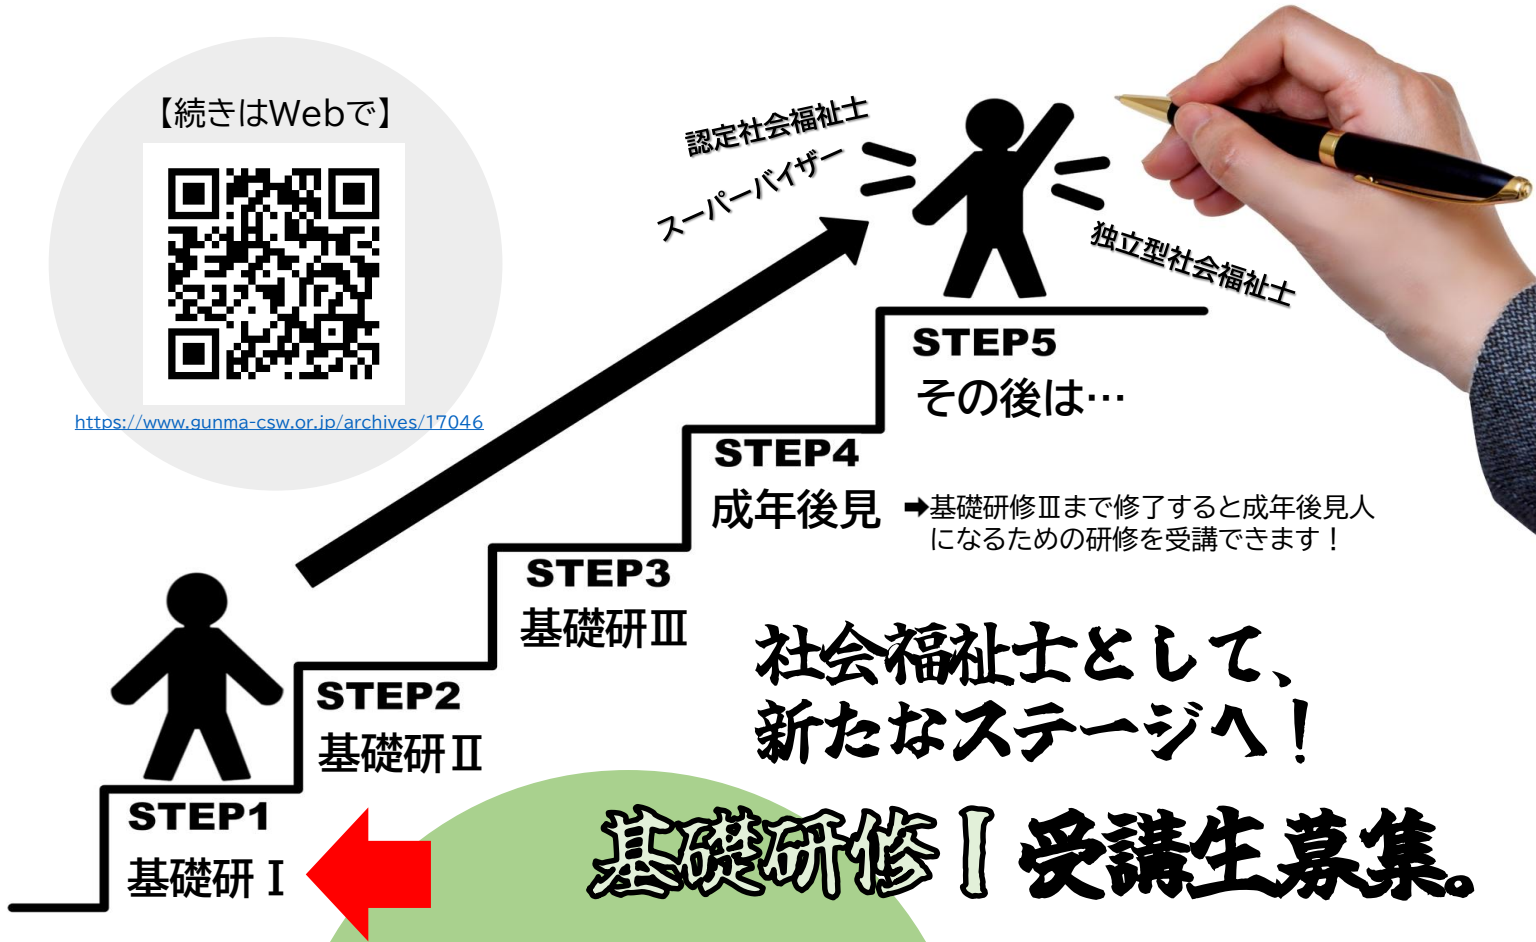 【続きはWebで】
https://www.gunma-csw.or.jp/archives/17046
認定社会福祉士
スーパーバイザー
独立型社会福祉士
STEP5
その後は…
STEP4
成年後見
➡基礎研修Ⅲまで修了すると成年後見人
になるための研修を受講できます！
STEP3
基礎研Ⅲ
STEP2
基礎研Ⅱ
STEP1
基礎研Ⅰ
社会福祉士として、
新たなステージへ！
基礎研修Ⅰ受講生募集。